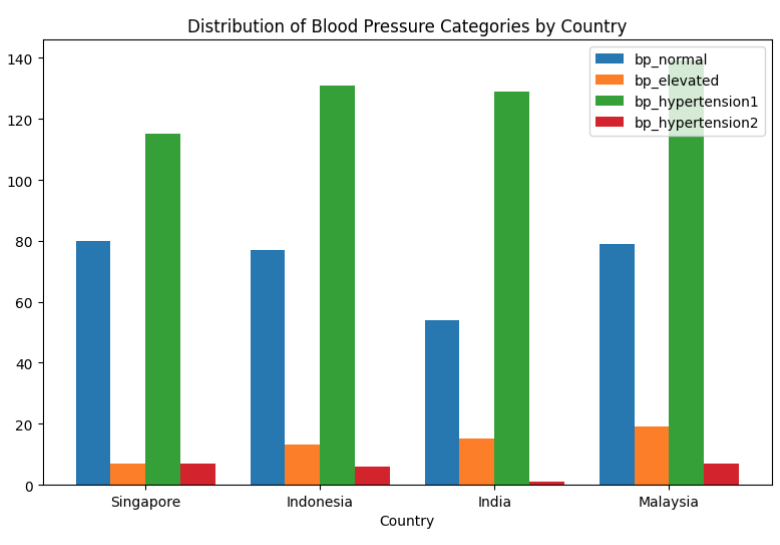 Distribution of Blood Pressure Categories by Country
140
120
100
80
60
40
20
0
bp_normal
bp_elevated
bp_hypertension1
bp_hypertension2
Singapore Indonesia India Malaysia
Country